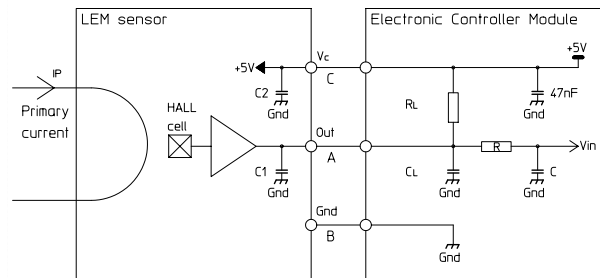 LEM sensor
Electronic Controller Module
IP
Primary
current
HALL
cell
+5V
C2
Gnd
C1
Gnd
Vc
C
Out
A
Gnd
B
+5V
RL
47nF
Gnd
R
Vin
CL
Gnd
C
Gnd
Gnd